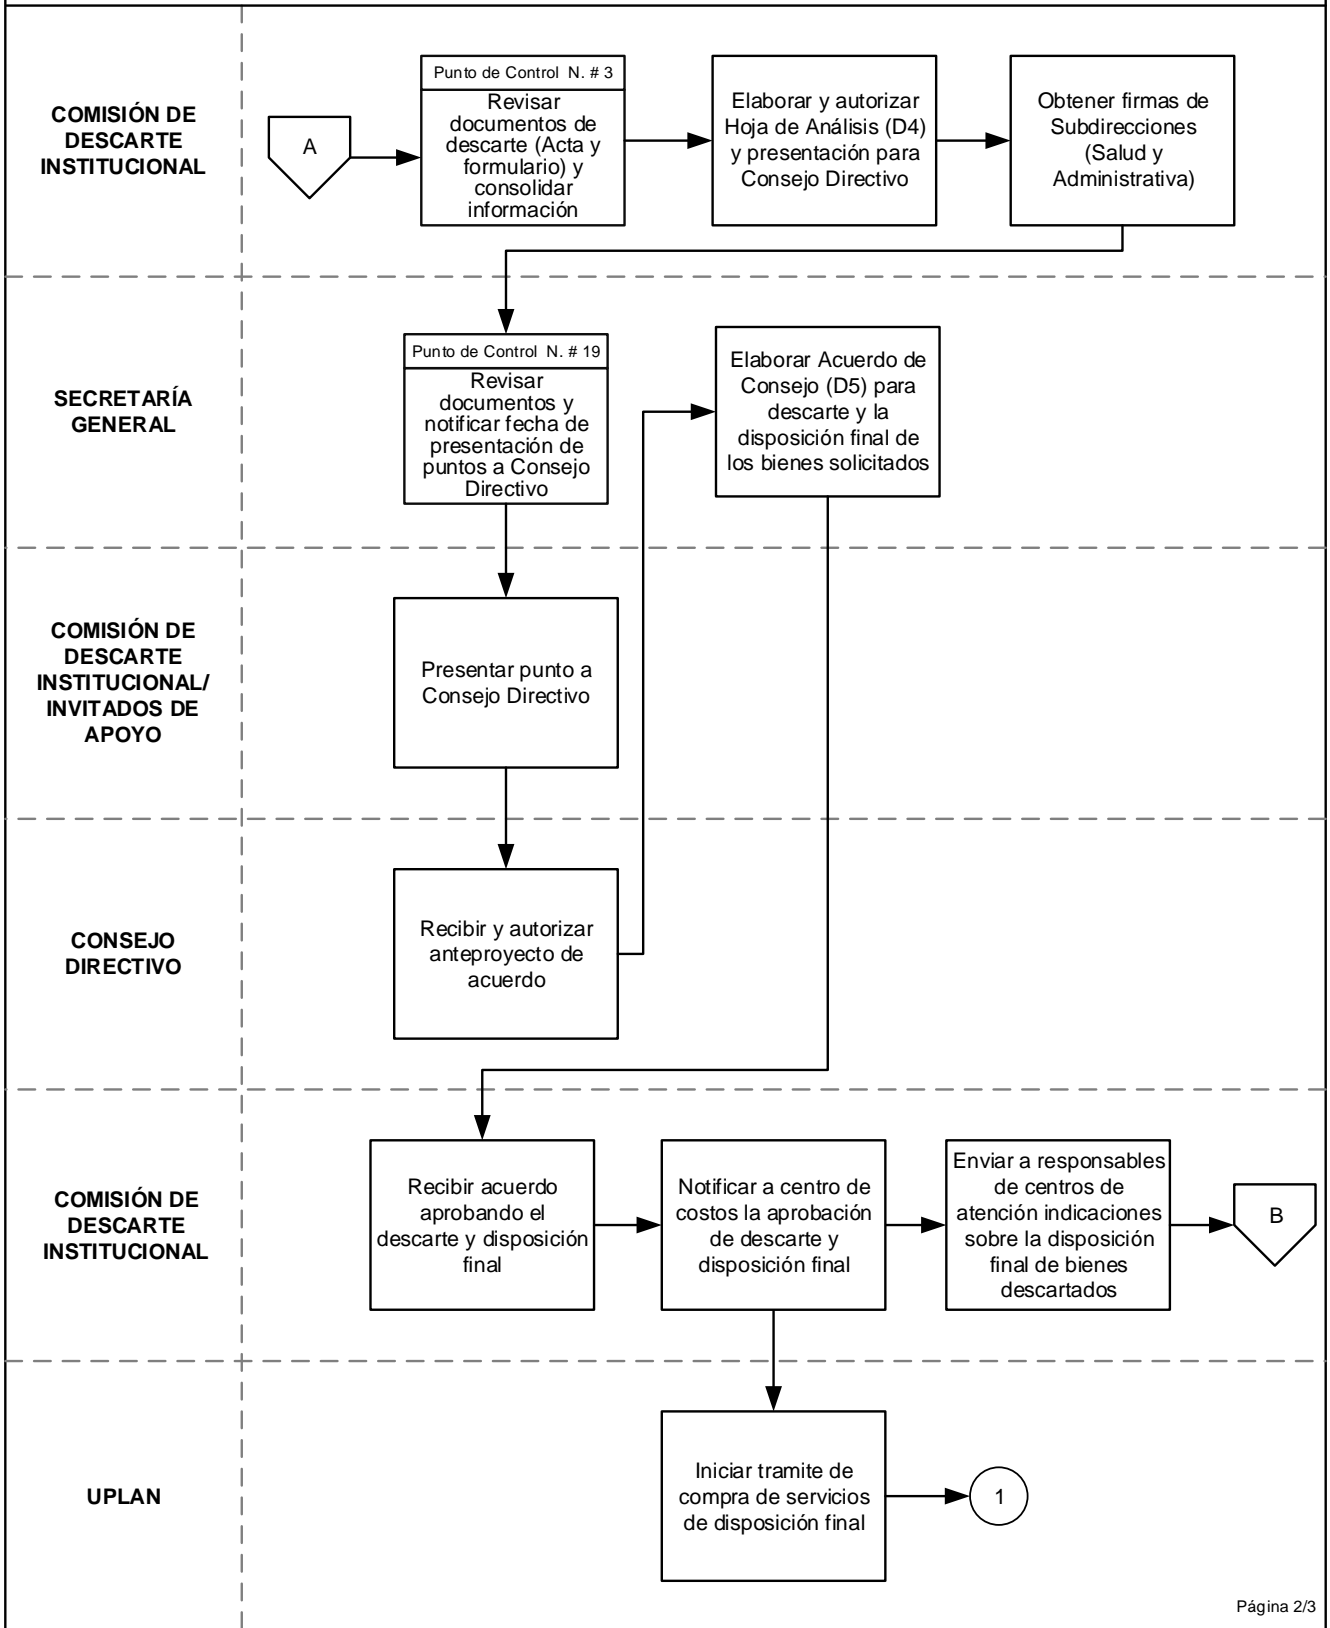 COMISIÓN DE
DESCARTE
INSTITUCIONAL
A
Punto de Control N. # 3
Revisar
documentos de
descarte (Acta y
formulario) y
consolidar
información
Elaborar y autorizar
Hoja de Análisis (D4)
y presentación para
Consejo Directivo
Obtener firmas de
Subdirecciones
(Salud y
Administrativa)
SECRETARÍA
GENERAL
Punto de Control N. # 19
Revisar
documentos y
notificar fecha de
presentación de
puntos a Consejo
Directivo
Elaborar Acuerdo de
Consejo (D5) para
descarte y la
disposición final de
los bienes solicitados
COMISIÓN DE
DESCARTE
INSTITUCIONAL/
INVITADOS DE
APOYO
Presentar punto a
Consejo Directivo
CONSEJO
DIRECTIVO
Recibir y autorizar
anteproyecto de
acuerdo
COMISIÓN DE
DESCARTE
INSTITUCIONAL
Recibir acuerdo
aprobando el
descarte y disposición
final
Notificar a centro de
costos la aprobación
de descarte y
disposición final
Enviar a responsables
de centros de
atención indicaciones
sobre la disposición
final de bienes
descartados
B
UPLAN
Iniciar tramite de
compra de servicios
de disposición final
1
Página 2/3